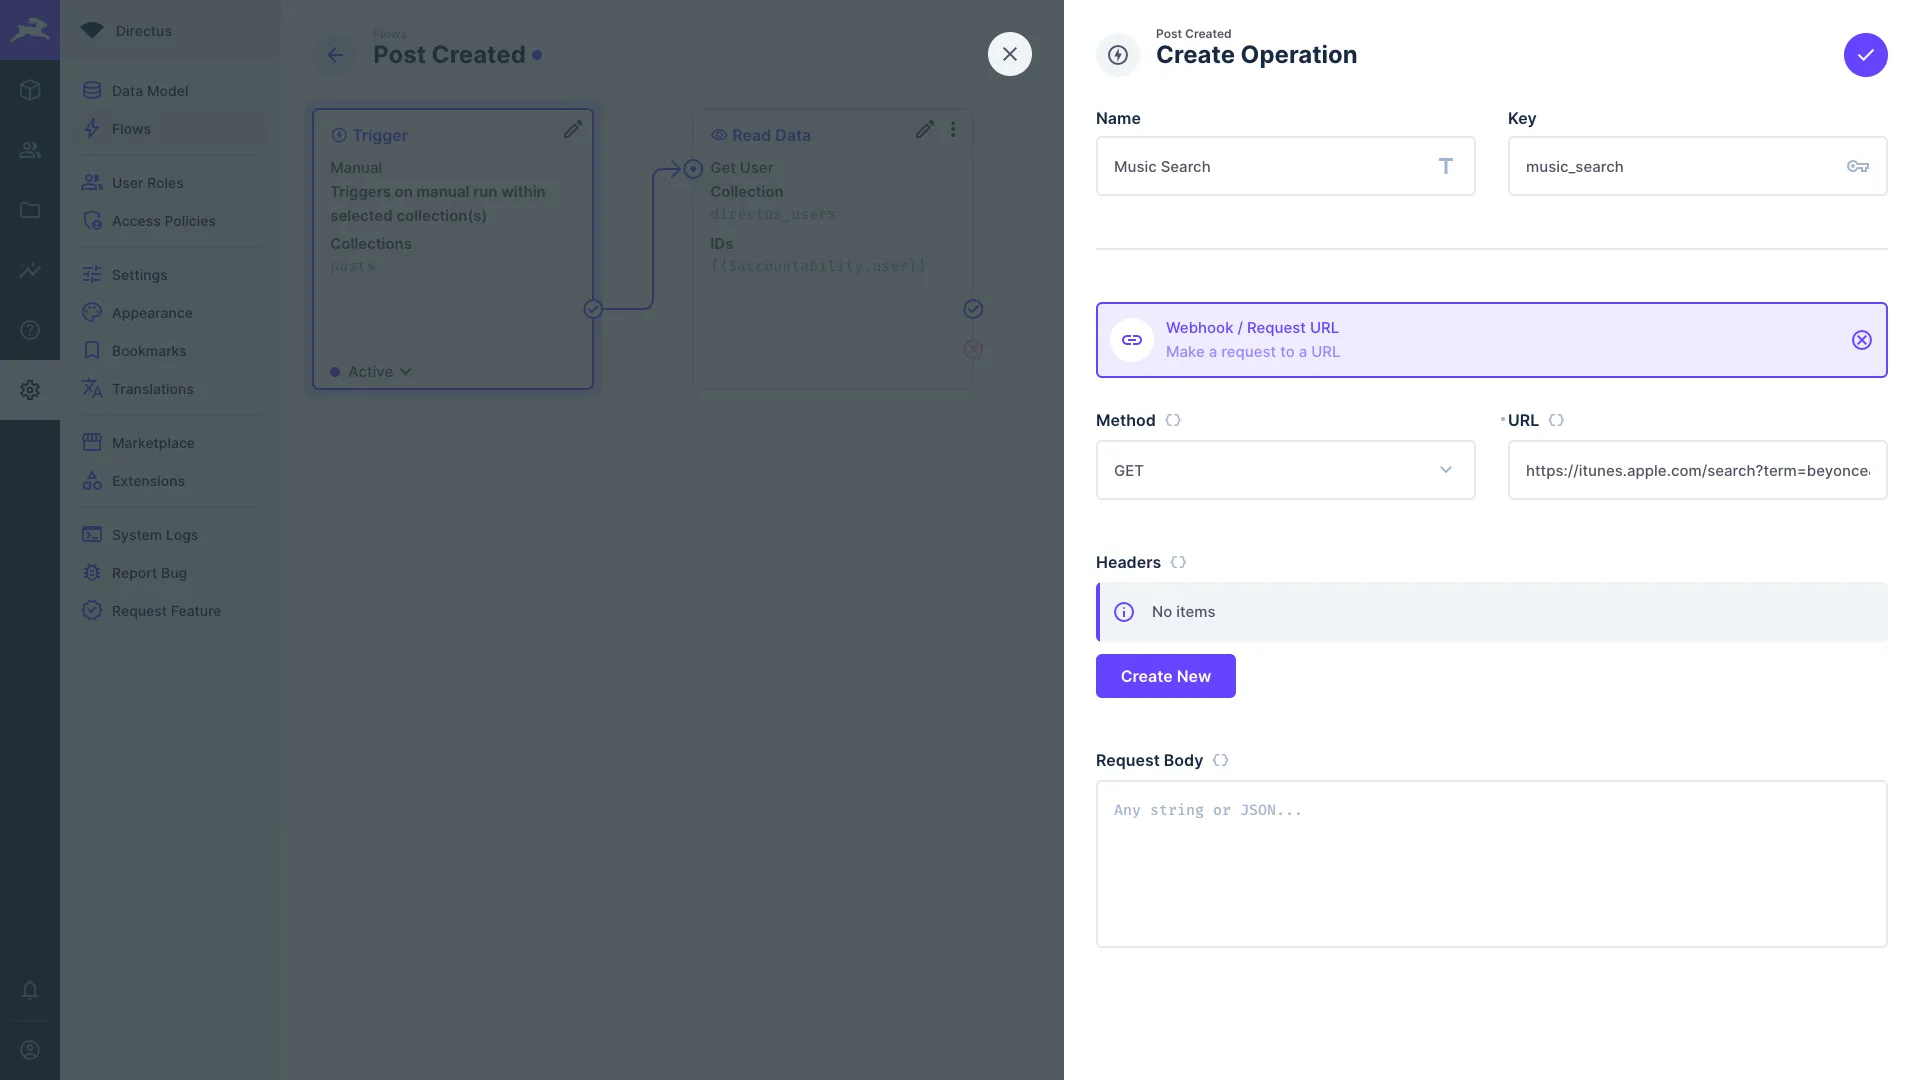 Directus
Data Model
Flows
User Roles
Access Policies
Settings
Appearance
Bookmarks
Translations
Marketplace
Extensions
System Logs
Report Bug
Request Feature
Flows
Post Created
Trigger
Manual
Triggers on manual run within
selected collection(s)
Collections
posts
Active
Read Data
Get User
Collection
directus_users
IDs
{{$accountability.user}}
Post Created
Create Operation
Name
Music Search
Key
music_search
Webhook / Request URL
Make a request to a URL
Method
GET
URL
https://itunes.apple.com/search?term=beyonce
Headers
No items
Create New
Request Body
Any string or JSON...